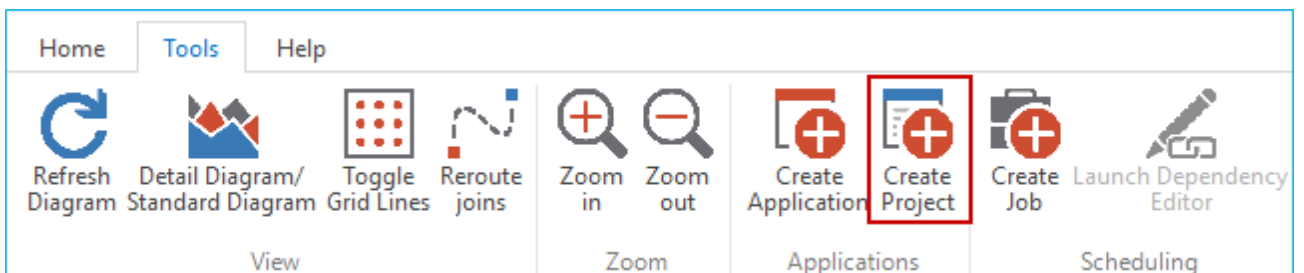 Home Tools Help
Refresh Detail Diagram/ Toggle Reroute Zoom Zoom Create Create Create Launch Dependency
Diagram Standard Diagram Grid Lines joins in out Application Project Job Editor
View Zoom Applications Scheduling